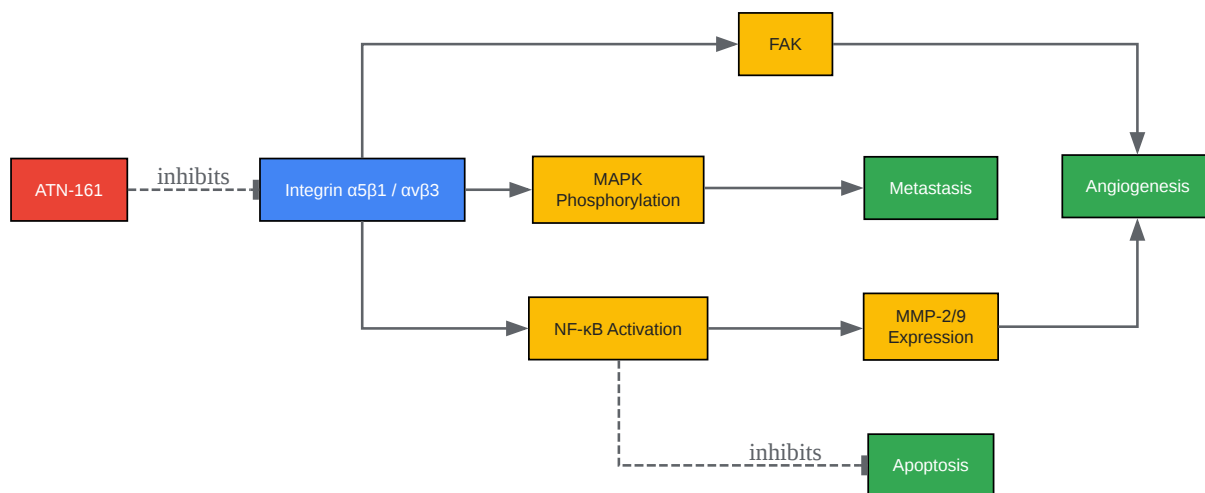 FAK
ATN-161
inhibits
Integrin α5β1 / αvβ3
MAPK
Phosphorylation
Metastasis
Angiogenesis
NF-κB Activation
MMP-2/9
Expression
inhibits
Apoptosis